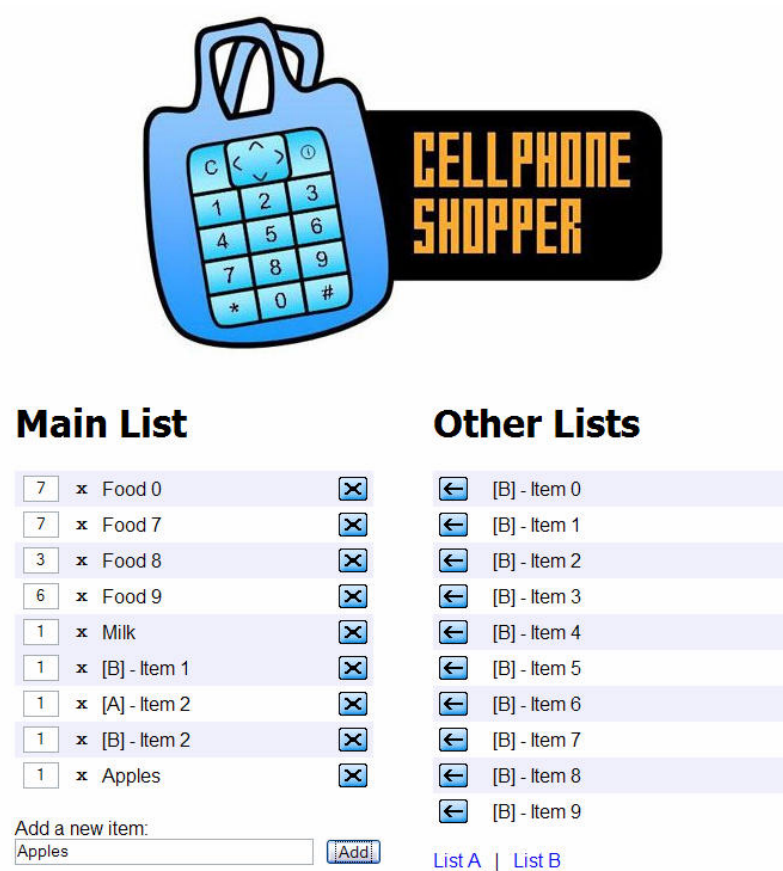 C
1 2 3
4 5 6
7 8 9
* 0 #
CELLPHONE
SHOPPER
Main List
7 x Food 0
7 x Food 7
3 x Food 8
6 x Food 9
1 x Milk
1 x [B] - Item 1
1 x [A] - Item 2
1 x [B] - Item 2
1 x Apples
Add a new item:
Apples Add
Other Lists
[B] - Item 0
[B] - Item 1
[B] - Item 2
[B] - Item 3
[B] - Item 4
[B] - Item 5
[B] - Item 6
[B] - Item 7
[B] - Item 8
[B] - Item 9
List A | List B